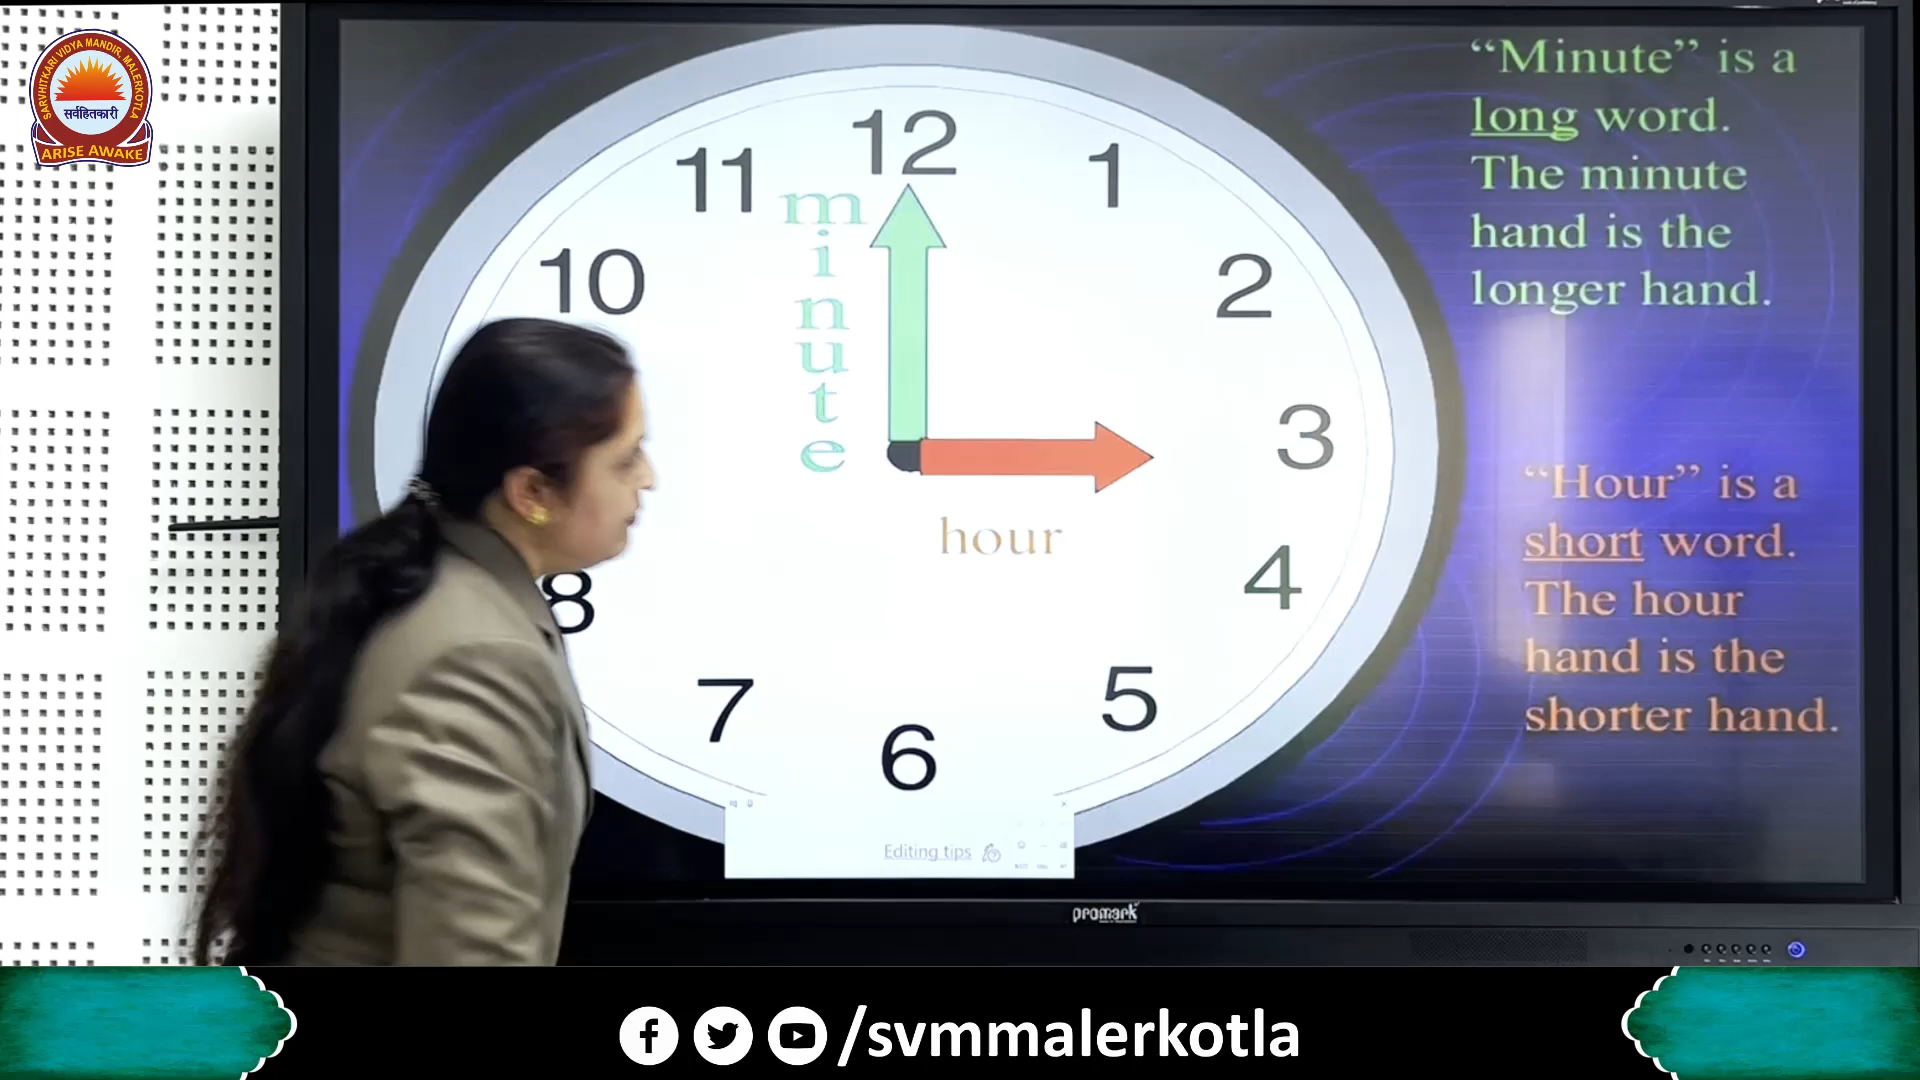 SARVHITKARI VIDYA MANDIR, MALERKOTLA
सर्वहितकारी
ARISE AWAKE
12
11
1
10
2
3
8
4
7
5
6
minute
hour
“Minute” is a
long word.
The minute
hand is the
longer hand.
“Hour” is a
short word.
The hour
hand is the
shorter hand.
Editing tips
promark
/svmmalerkotla